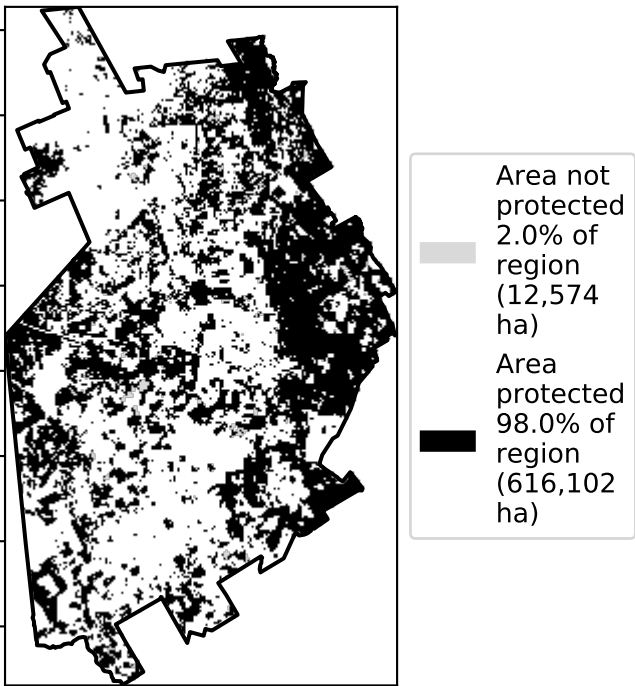 Area not
protected
2.0% of
region
(12,574
ha)
Area
protected
98.0% of
region
(616,102
ha)